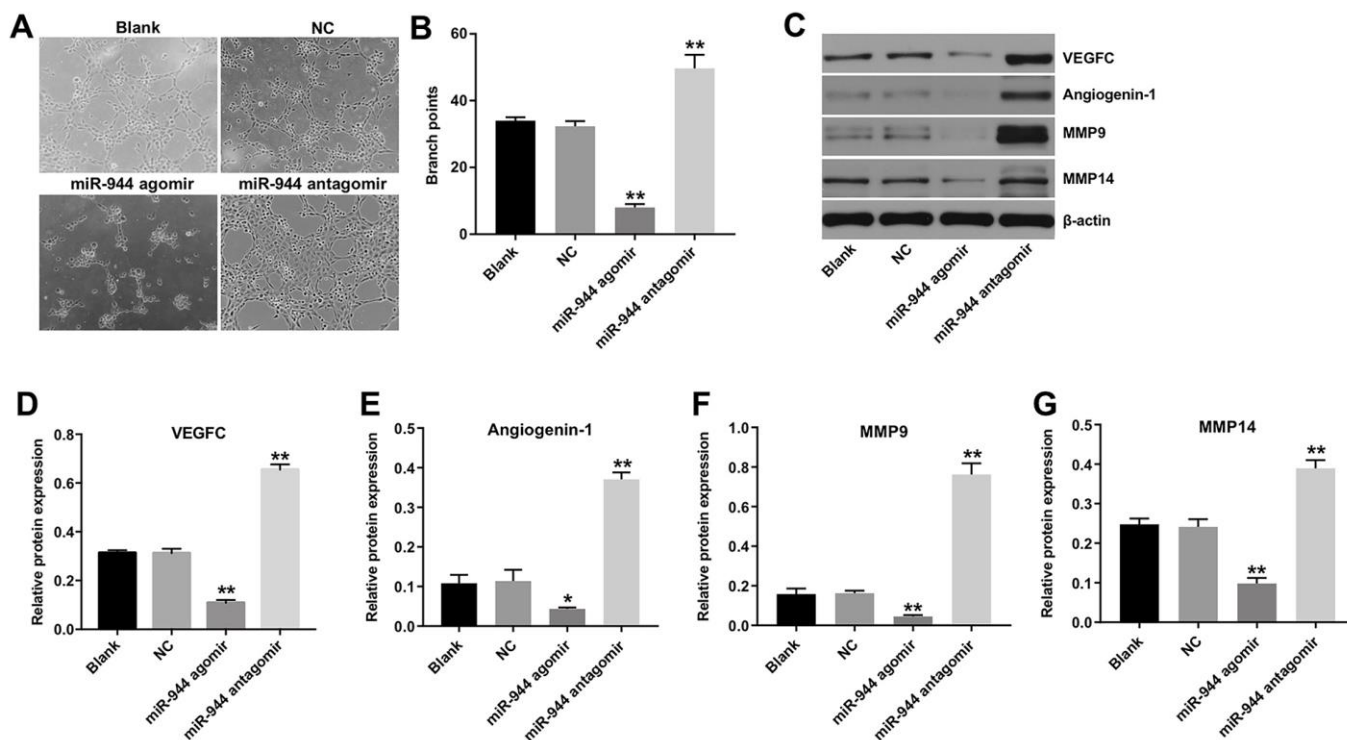 A
Blank
NC
miR-944 agomir
miR-944 antagomir
B
Branch points
60
40
20
0
**
**
Blank
NC
miR-944 agomir
miR-944 antagomir
C
VEGFC
Angiogenin-1
MMP9
MMP14
β-actin
Blank
NC
miR-944 agomir
miR-944 antagomir
D
VEGFC
Relative protein expression
0.8
0.6
0.4
0.2
0.0
**
**
Blank
NC
miR-944 agomir
miR-944 antagomir
E
Angiogenin-1
Relative protein expression
0.5
0.4
0.3
0.2
0.1
0.0
*
**
Blank
NC
miR-944 agomir
miR-944 antagomir
F
MMP9
Relative protein expression
1.0
0.8
0.6
0.4
0.2
0.0
**
**
Blank
NC
miR-944 agomir
miR-944 antagomir
G
MMP14
Relative protein expression
0.5
0.4
0.3
0.2
0.1
0.0
**
**
Blank
NC
miR-944 agomir
miR-944 antagomir